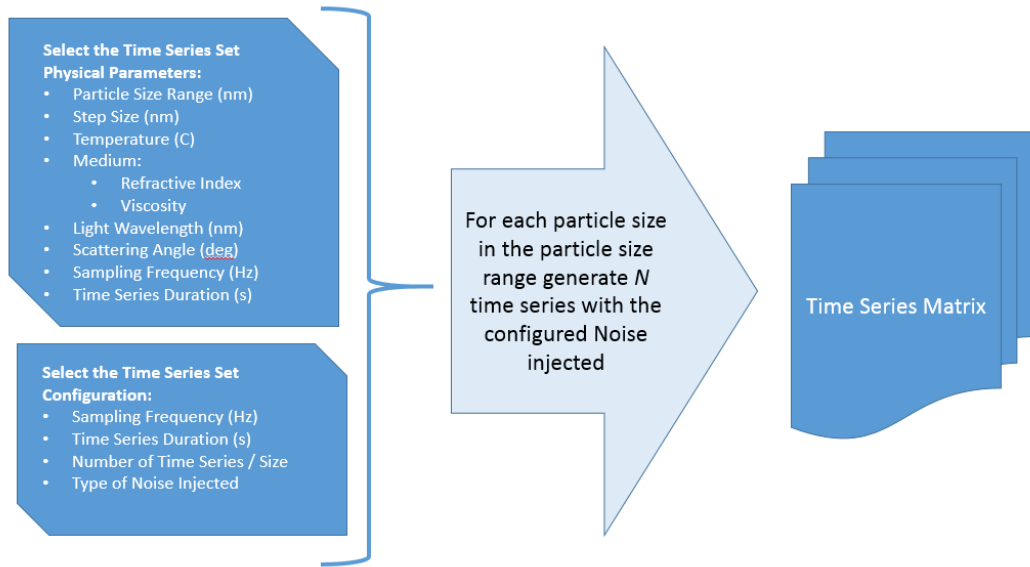 Select the Time Series Set
Physical Parameters:
• Particle Size Range (nm)
• Step Size (nm)
• Temperature (C)
• Medium:
• Refractive Index
• Viscosity
• Light Wavelength (nm)
• Scattering Angle (deg)
• Sampling Frequency (Hz)
• Time Series Duration (s)
Select the Time Series Set
Configuration:
• Sampling Frequency (Hz)
• Time Series Duration (s)
• Number of Time Series / Size
• Type of Noise Injected
For each particle size
in the particle size
range generate N
time series with the
configured Noise
injected
Time Series Matrix